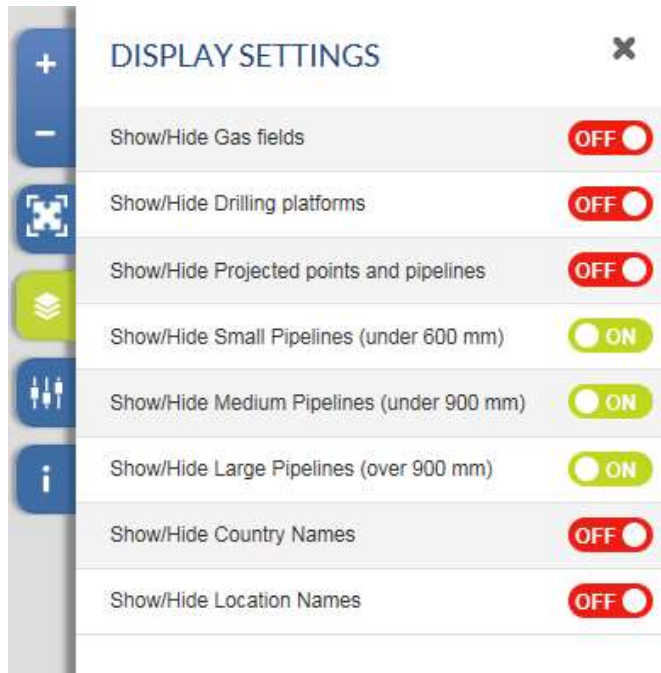 DISPLAY SETTINGS
Show/Hide Gas fields OFF
Show/Hide Drilling platforms OFF
Show/Hide Projected points and pipelines OFF
Show/Hide Small Pipelines (under 600 mm) ON
Show/Hide Medium Pipelines (under 900 mm) ON
Show/Hide Large Pipelines (over 900 mm) ON
Show/Hide Country Names OFF
Show/Hide Location Names OFF